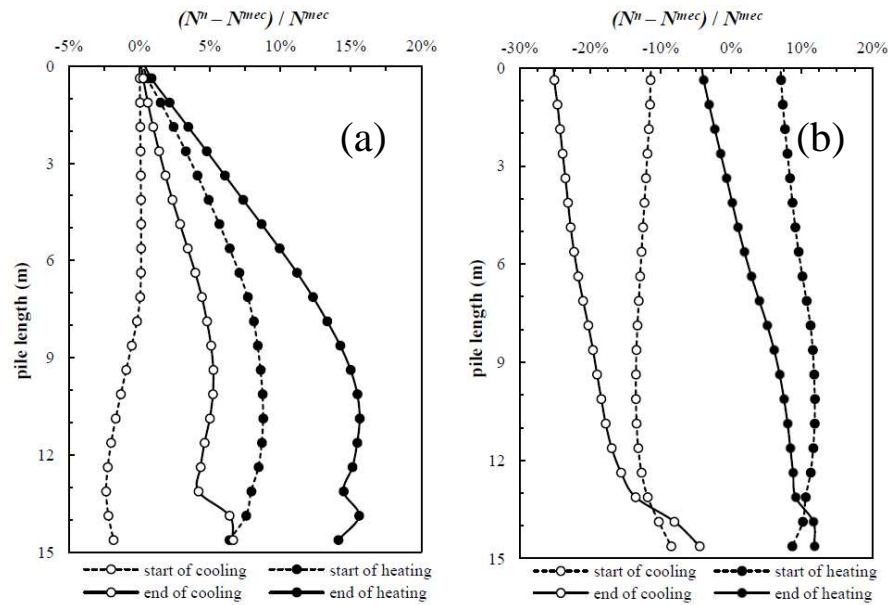 (Nⁿ – Nᵐᵉᶜ) / Nᵐᵉᶜ
-5% 0% 5% 10% 15% 20%
0
3
6
9
12
15
pile length (m)
(a)
start of cooling
start of heating
end of cooling
end of heating
(Nⁿ – Nᵐᵉᶜ) / Nᵐᵉᶜ
-30% -20% -10% 0% 10% 20%
0
3
6
9
12
15
pile length (m)
(b)
start of cooling
start of heating
end of cooling
end of heating